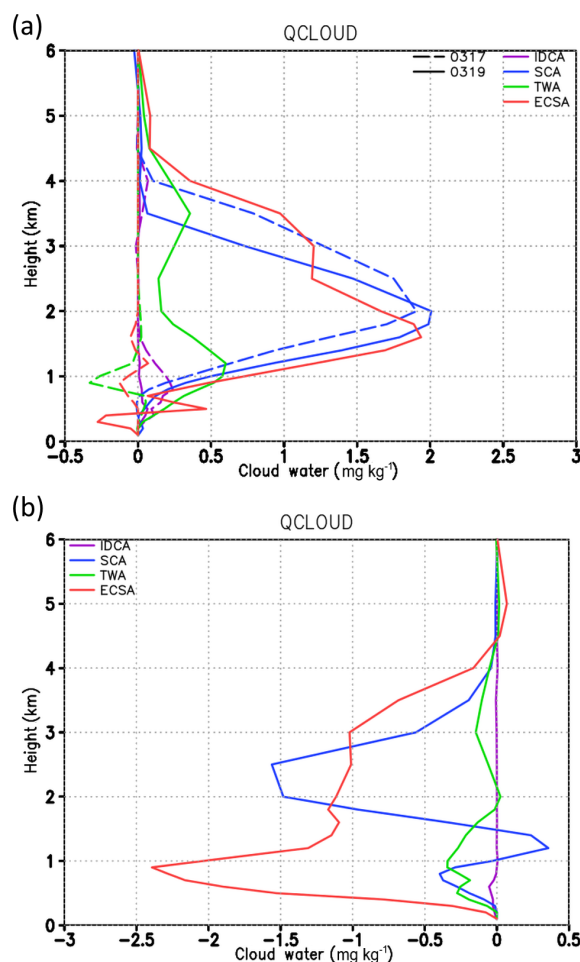 (a)
QCLOUD
0317
0319
IDCA
SCA
TWA
ECSA
Height (km)
6
5
4
3
2
1
0
-0.5 0 0.5 1 1.5 2 2.5 3
Cloud water (mg kg-1)
(b)
QCLOUD
IDCA
SCA
TWA
ECSA
Height (km)
6
5
4
3
2
1
0
-3 -2.5 -2 -1.5 -1 -0.5 0 0.5
Cloud water (mg kg-1)